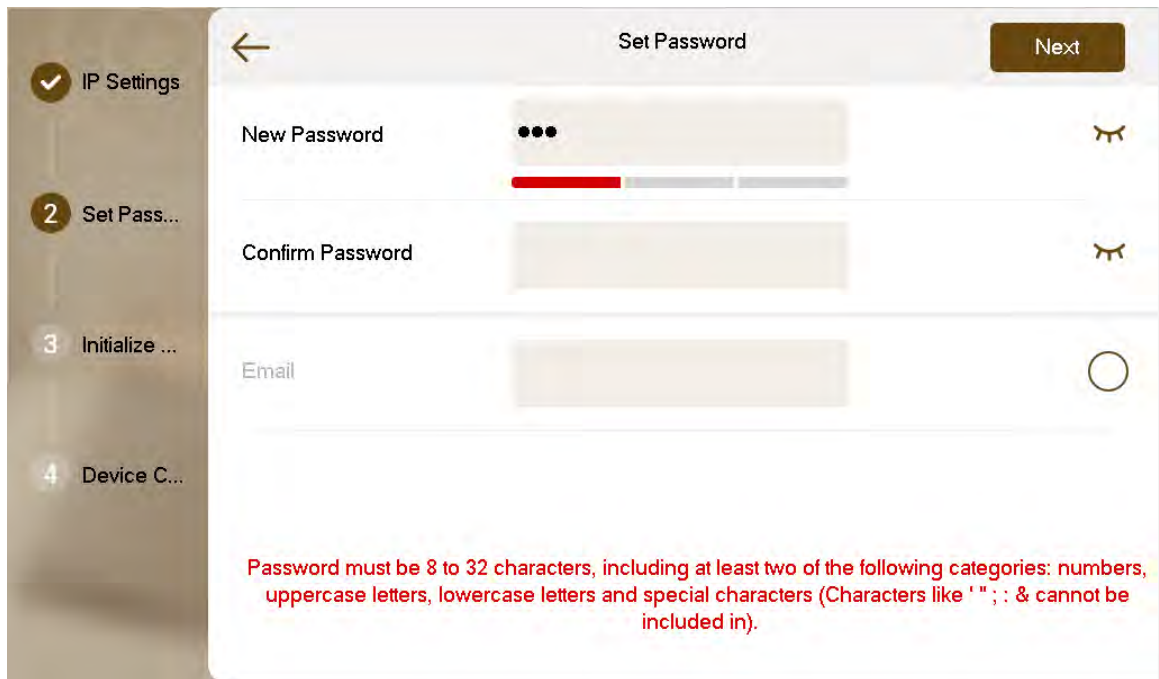 Set Password
Next
IP Settings
New Password
•••
2 Set Pass...
Confirm Password
3 Initialize ...
Email
4 Device C...
Password must be 8 to 32 characters, including at least two of the following categories: numbers,
uppercase letters, lowercase letters and special characters (Characters like ' " ; : & cannot be
included in).